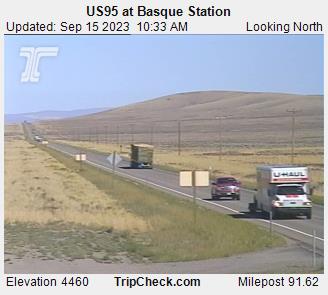 US95 at Basque Station
Updated: Sep 15 2023 10:33 AM
Looking North
U-HAUL
Elevation 4460
TripCheck.com
Milepost 91.62